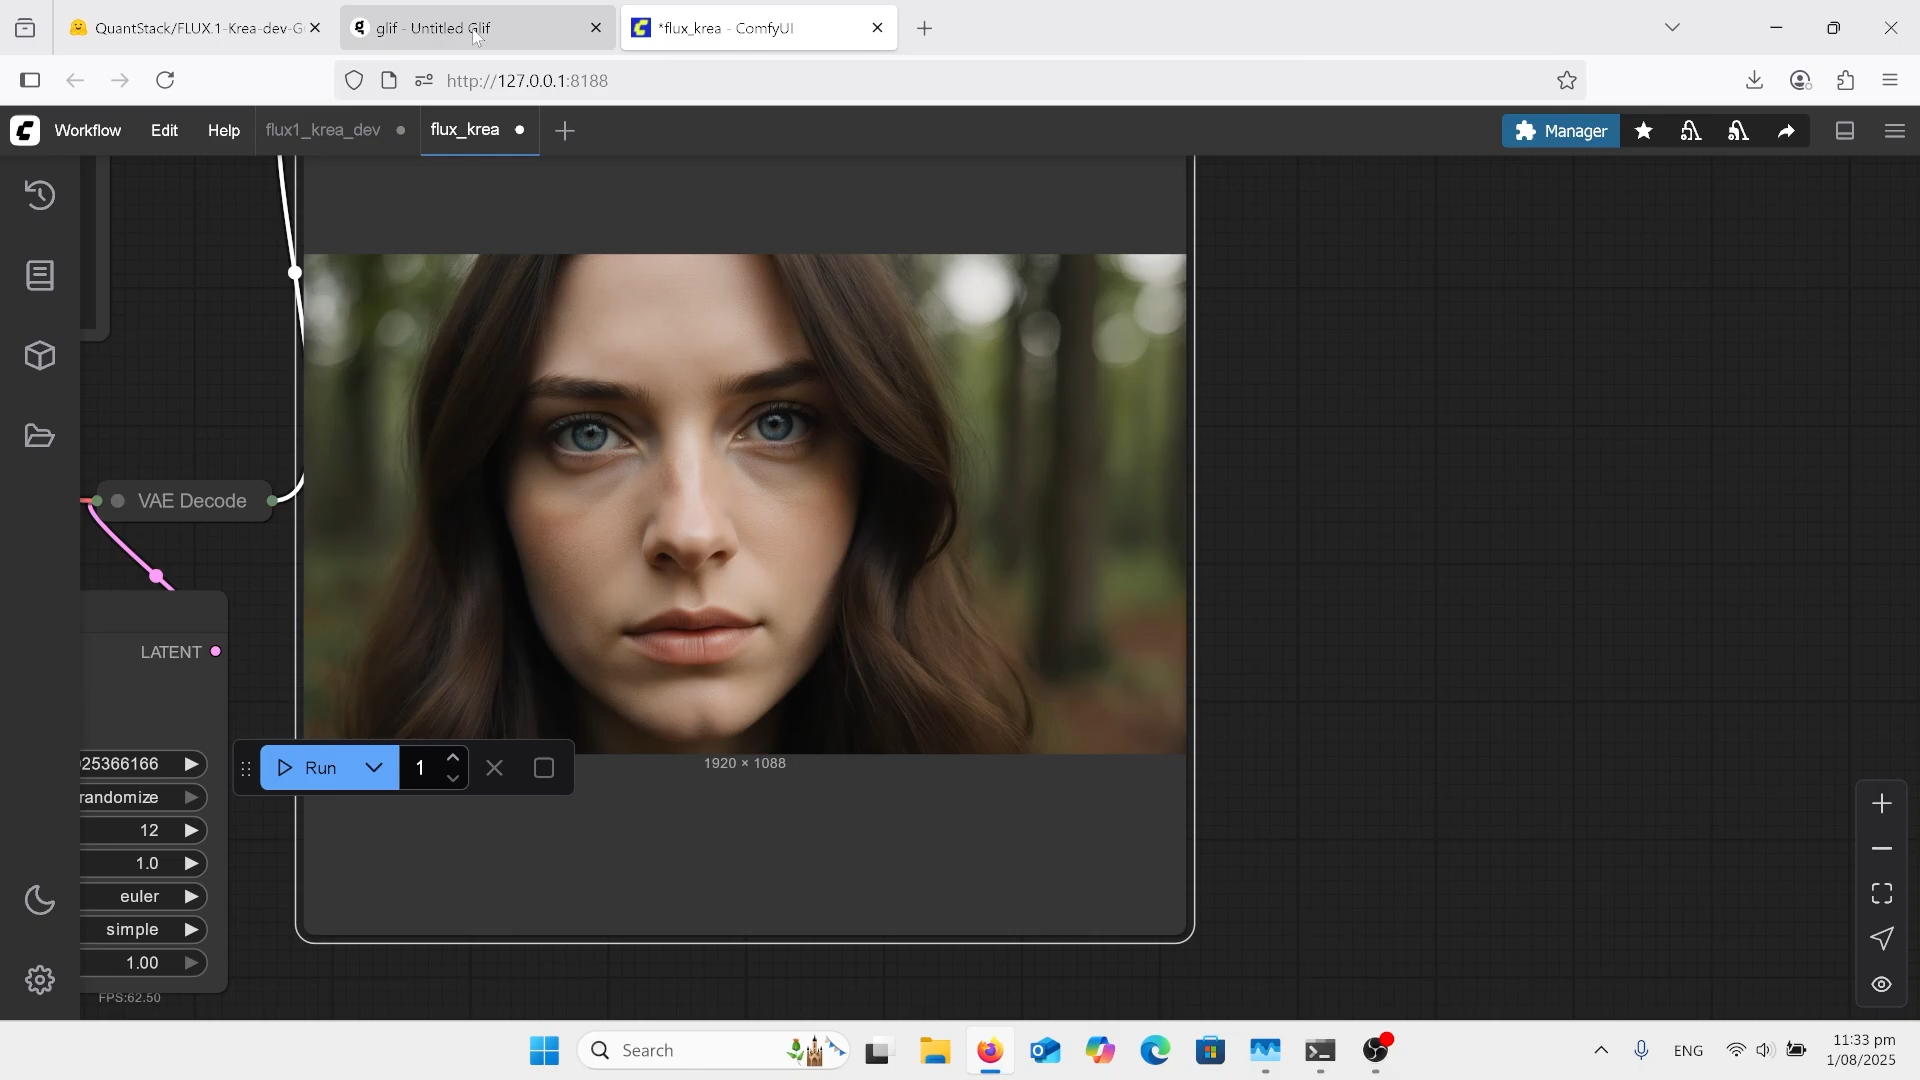 QuantStack/FLUX.1-Krea-dev-G
glif - Untitled Glif
*flux_krea - ComfyUI
http://127.0.0.1:8188
Workflow
Edit
Help
flux1_krea_dev
flux_krea
Manager
VAE Decode
LATENT
25366166
randomize
12
1.0
euler
simple
1.00
FPS:62.50
Run
1
1920 × 1088
Search
ENG
11:33 pm
1/08/2025